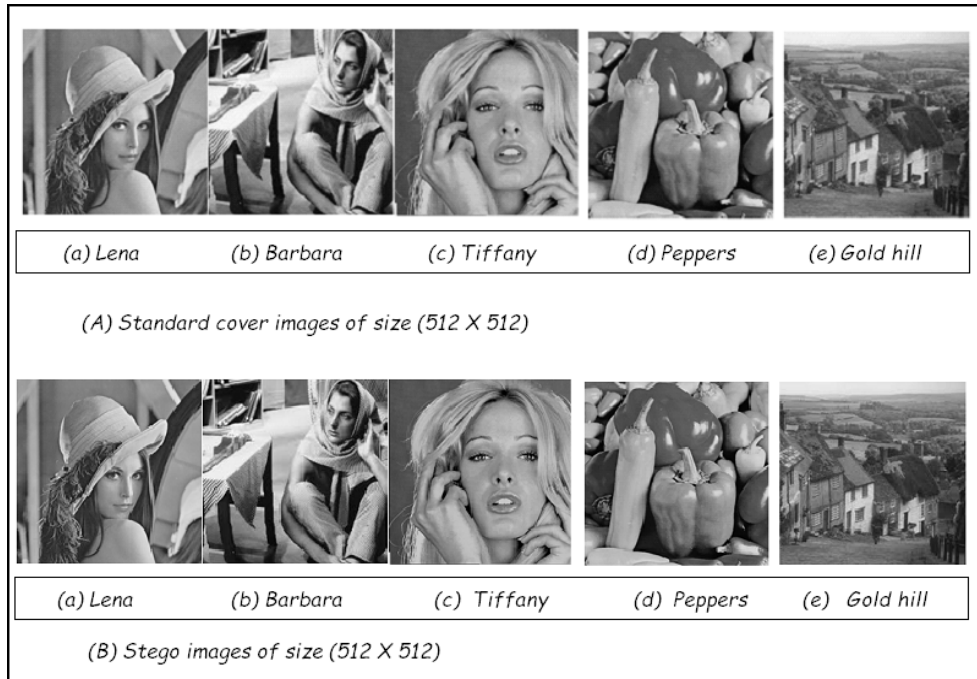 (a) Lena (b) Barbara (c) Tiffany (d) Peppers (e) Gold hill
(A) Standard cover images of size (512 X 512)
(a) Lena (b) Barbara (c) Tiffany (d) Peppers (e) Gold hill
(B) Stego images of size (512 X 512)